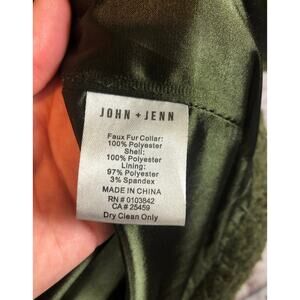 JOHN + JENN
Faux Fur Collar:
100% Polyester
Shell:
100% Polyester
Lining:
97% Polyester
3% Spandex
MADE IN CHINA
RN # 0103842
CA # 25459
Dry Clean Only